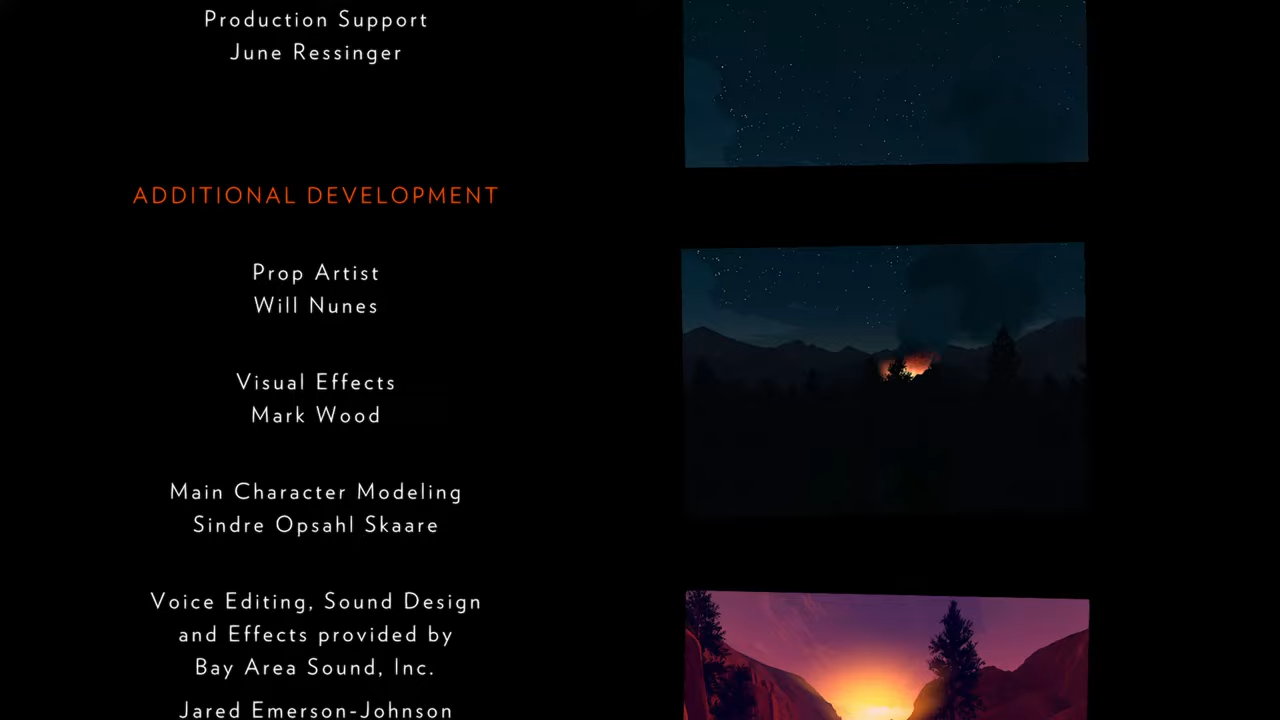 Production Support
June Ressinger
ADDITIONAL DEVELOPMENT
Prop Artist
Will Nunes
Visual Effects
Mark Wood
Main Character Modeling
Sindre Opsahl Skaare
Voice Editing, Sound Design
and Effects provided by
Bay Area Sound, Inc.
Jared Emerson-Johnson